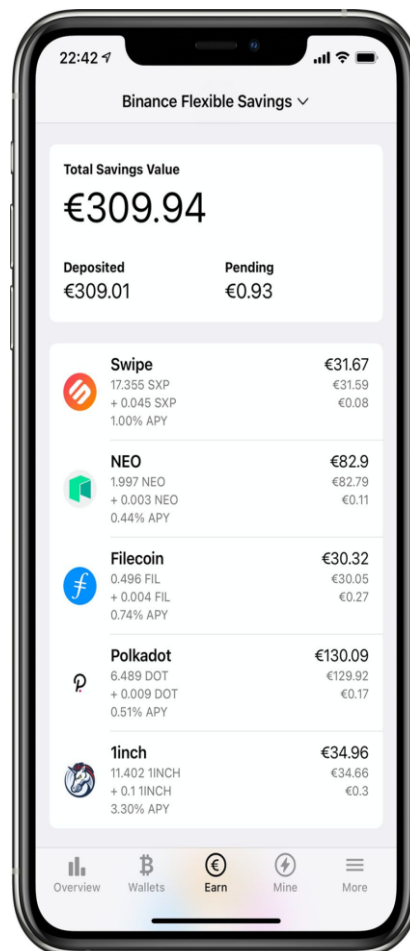 22:42
Binance Flexible Savings
Total Savings Value
€309.94
Deposited Pending
€309.01 €0.93
Swipe €31.67
17.355 SXP €31.59
+ 0.045 SXP €0.08
1.00% APY
NEO €82.9
1.997 NEO €82.79
+ 0.003 NEO €0.11
0.44% APY
Filecoin €30.32
0.496 FIL €30.05
+ 0.004 FIL €0.27
0.74% APY
Polkadot €130.09
6.489 DOT €129.92
+ 0.009 DOT €0.17
0.51% APY
1inch €34.96
11.402 1INCH €34.66
+ 0.1 1INCH €0.3
3.30% APY
Overview Wallets Earn Mine More